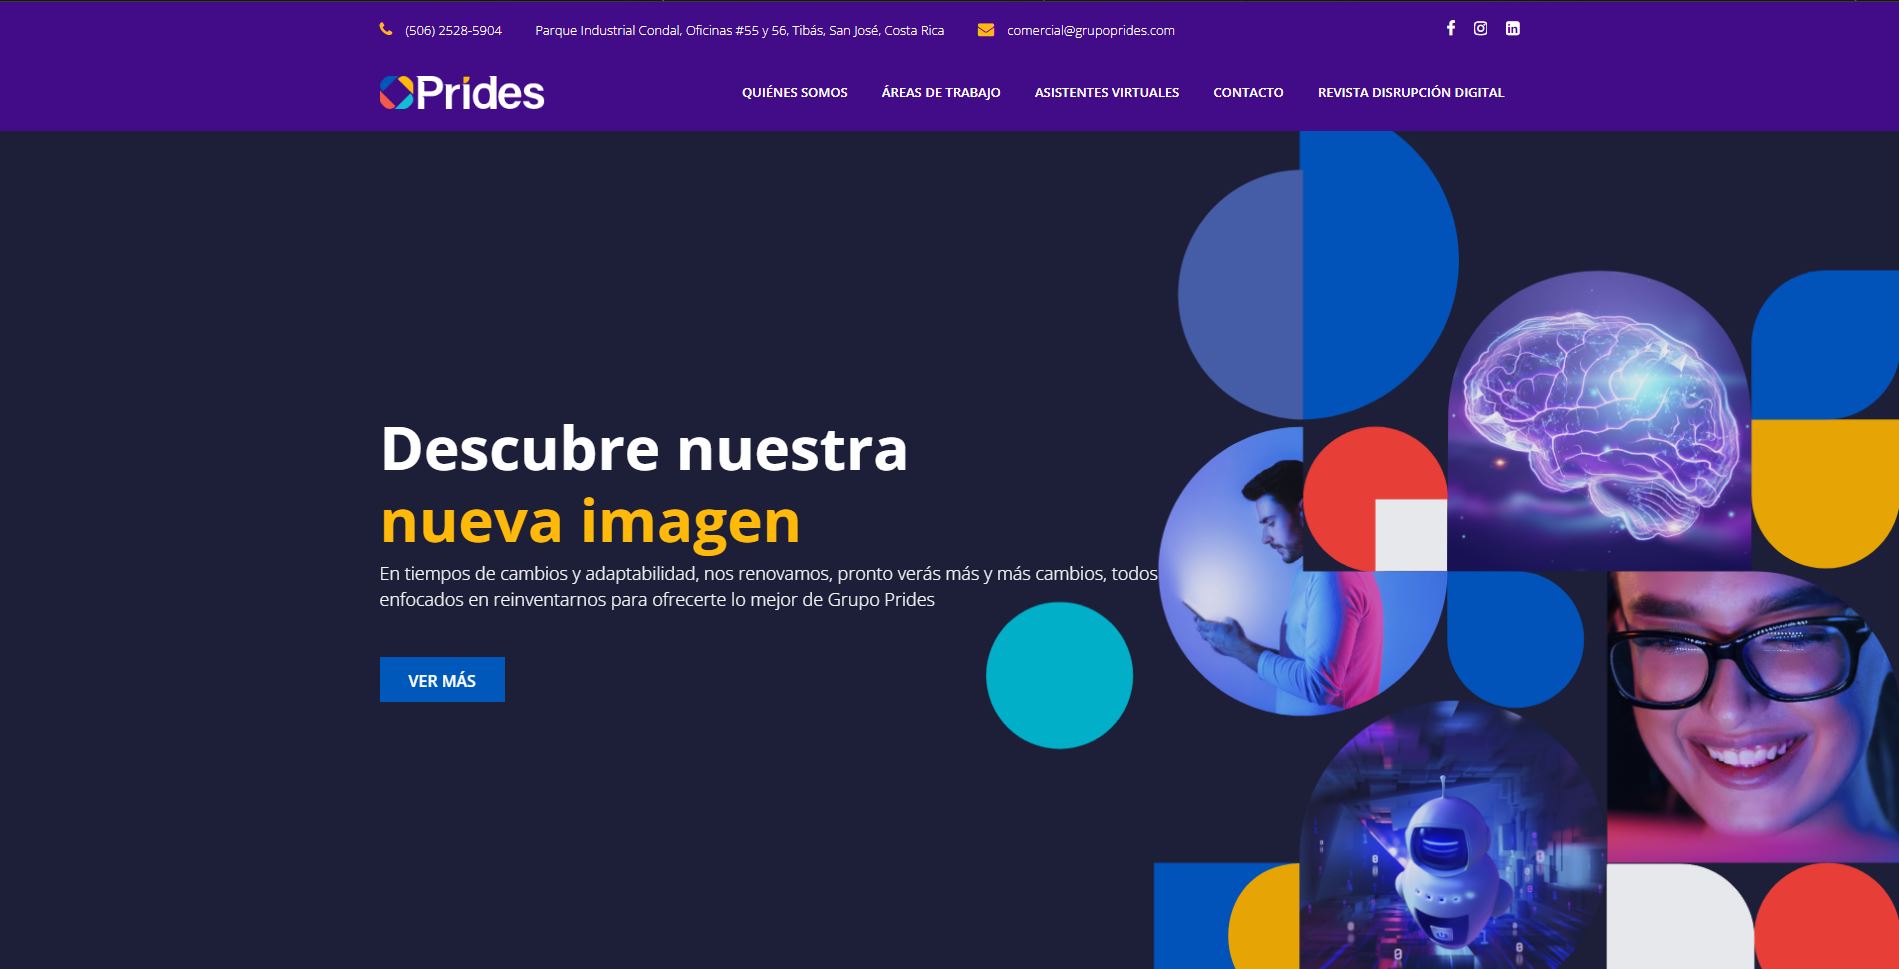 (506) 2528-5904
Parque Industrial Condal, Oficinas #55 y 56, Tibás, San José, Costa Rica
comercial@grupoprides.com
Prides
QUIÉNES SOMOS
ÁREAS DE TRABAJO
ASISTENTES VIRTUALES
CONTACTO
REVISTA DISRUPCIÓN DIGITAL
Descubre nuestra
nueva imagen
En tiempos de cambios y adaptabilidad, nos renovamos, pronto verás más y más cambios, todos
enfocados en reinventarnos para ofrecerte lo mejor de Grupo Prides
VER MÁS